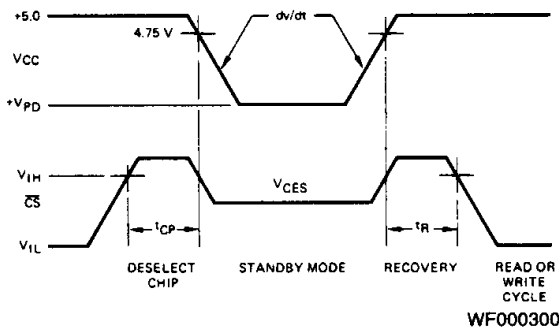 +5.0
4.75 V
dv/dt
VCC
+VPD
VIH
CS
VCES
tCP
tR
VIL
DESELECT CHIP
STANDBY MODE
RECOVERY
READ OR WRITE CYCLE
WF000300